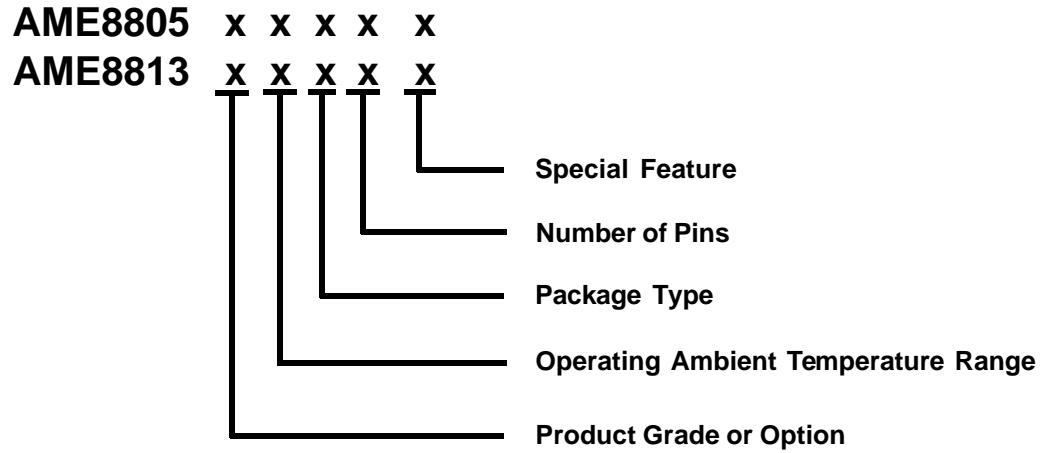 AME8805 x x x x x
AME8813 x x x x x
Special Feature
Number of Pins
Package Type
Operating Ambient Temperature Range
Product Grade or Option